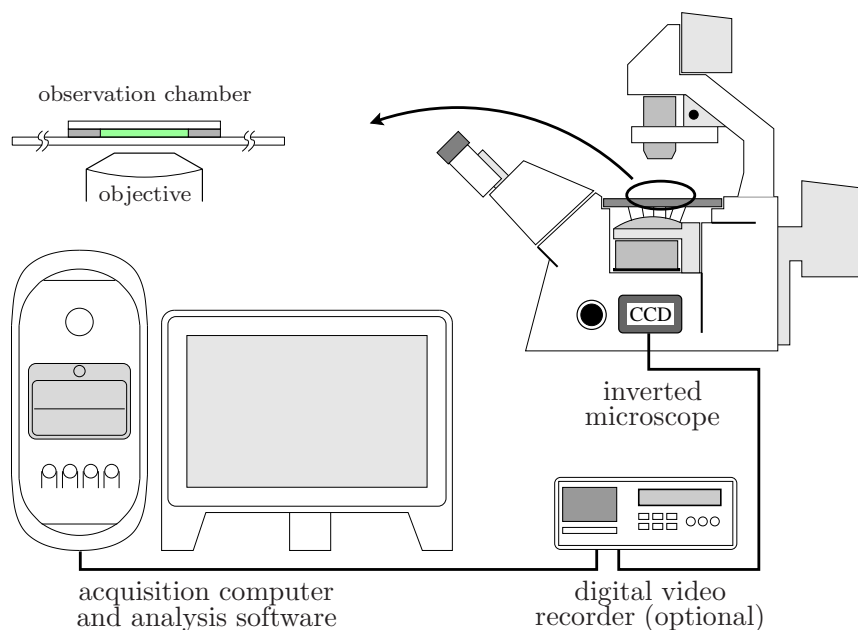 observation chamber
objective
CCD
inverted
microscope
acquisition computer
and analysis software
digital video
recorder (optional)